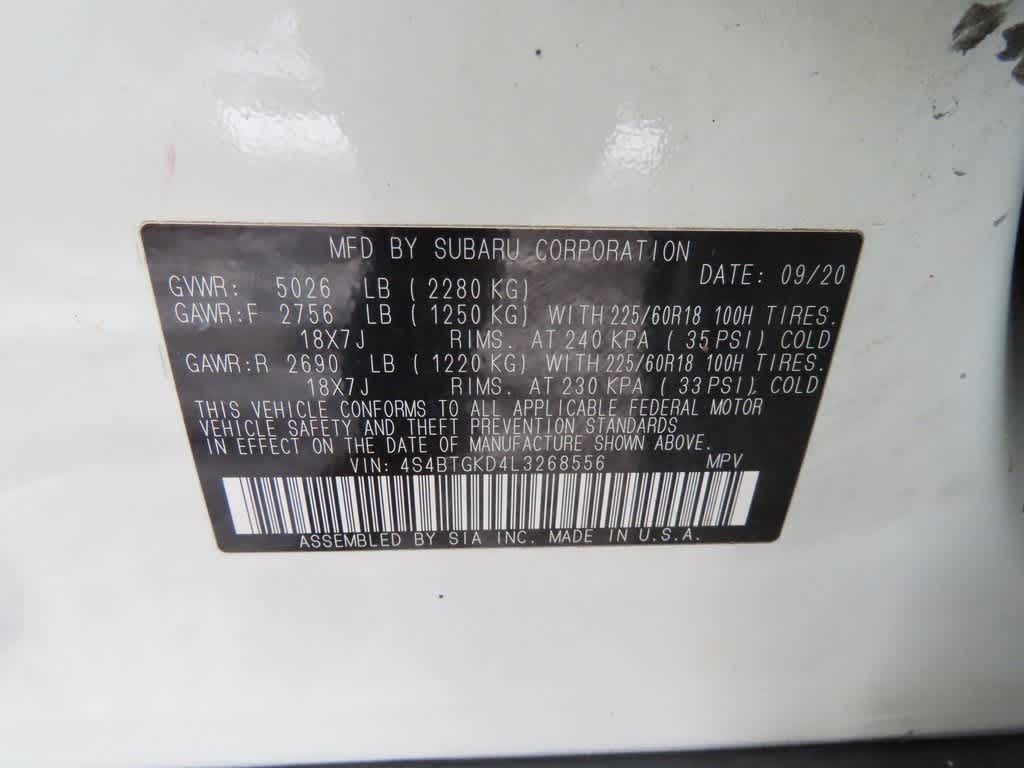 MFD BY SUBARU CORPORATION
DATE: 09/20
GVWR: 5026 LB (2280 KG)
GAWR:F 2756 LB (1250 KG) WITH 225/60R18 100H TIRES.
18X7J RIMS. AT 240 KPA (35 PSI) COLD
GAWR:R 2690 LB (1220 KG) WITH 225/60R18 100H TIRES.
18X7J RIMS. AT 230 KPA (33 PSI), COLD
THIS VEHICLE CONFORMS TO ALL APPLICABLE FEDERAL MOTOR
VEHICLE SAFETY AND THEFT PREVENTION STANDARDS
IN EFFECT ON THE DATE OF MANUFACTURE SHOWN ABOVE.
VIN: 4S4BTGKD4L3268556 MPV
ASSEMBLED BY SIA INC. MADE IN U.S.A.